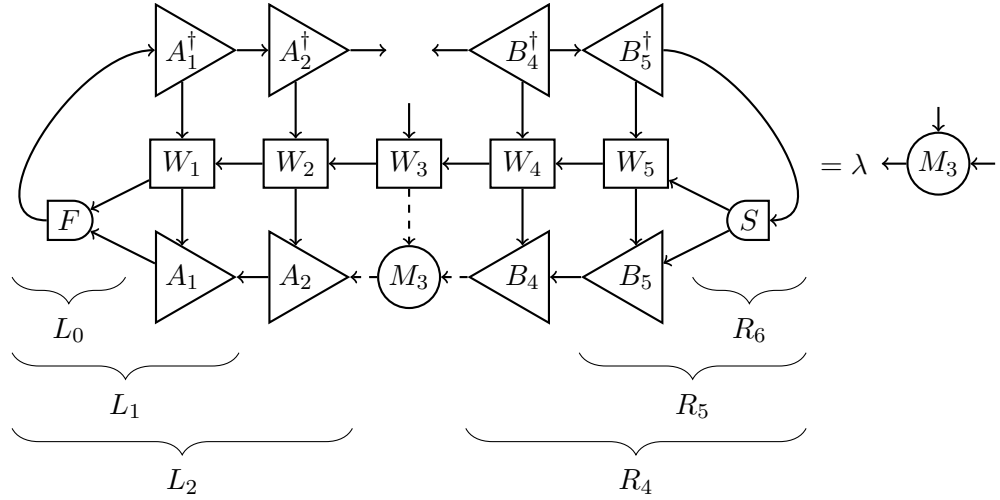 A₁† A₂† B₄† B₅†
W₁ W₂ W₃ W₄ W₅ = λ M₃
F S
A₁ A₂ M₃ B₄ B₅
L₀ R₆
L₁ R₅
L₂ R₄